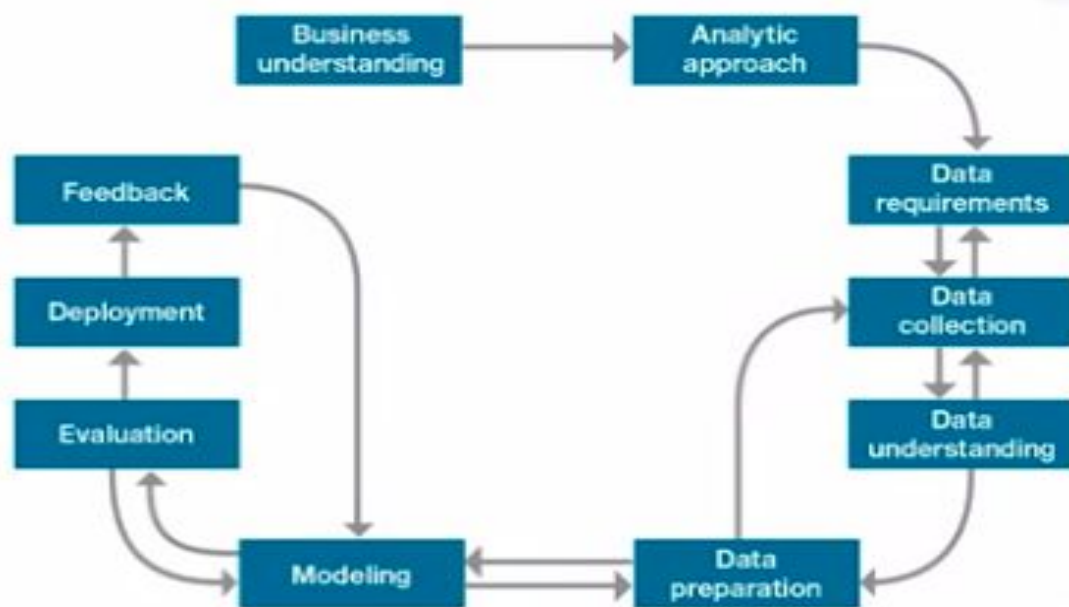 Business
understanding
Analytic
approach
Data
requirements
Data
collection
Data
understanding
Data
preparation
Modeling
Evaluation
Deployment
Feedback